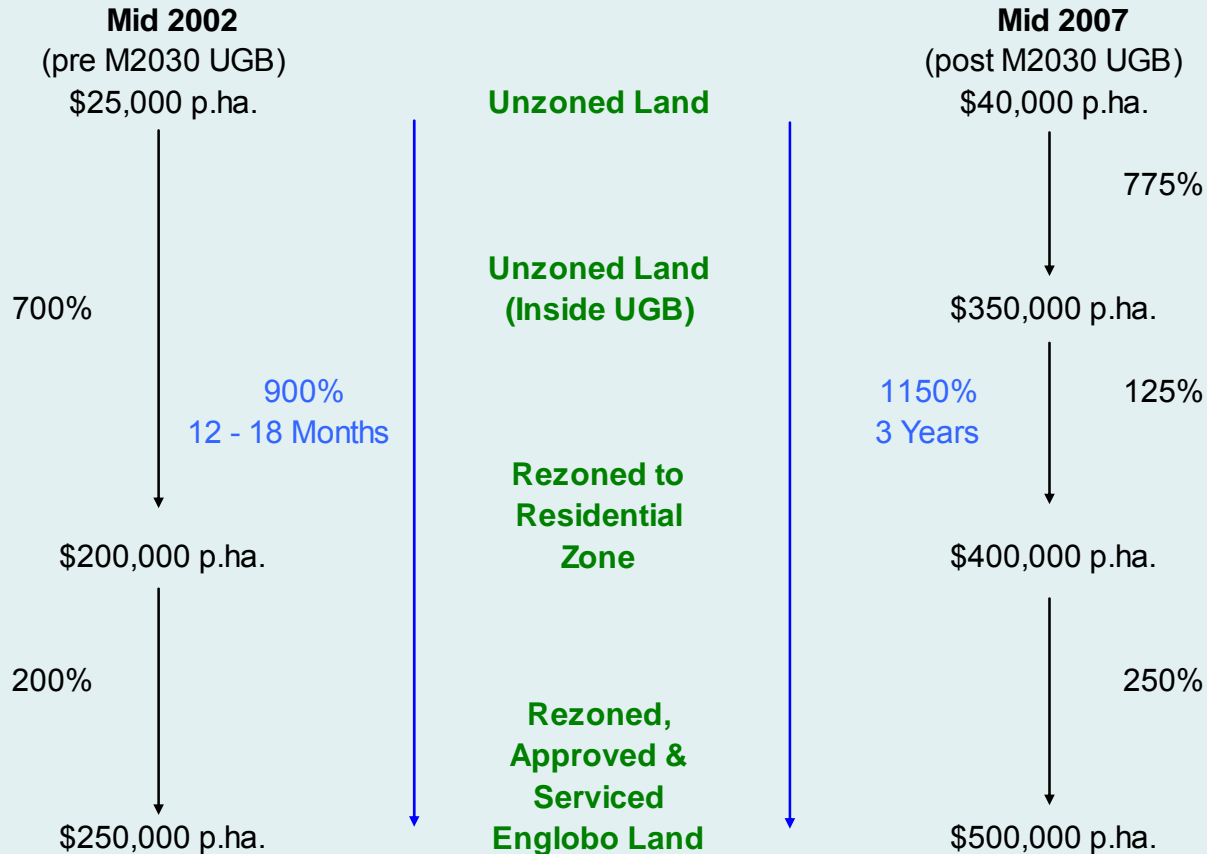 Mid 2002
(pre M2030 UGB)
$25,000 p.ha.
Unzoned Land
Mid 2007
(post M2030 UGB)
$40,000 p.ha.
775%
Unzoned Land
(Inside UGB)
700%
$350,000 p.ha.
900%
12 - 18 Months
1150%
3 Years
125%
Rezoned to
Residential
Zone
$200,000 p.ha.
$400,000 p.ha.
200%
250%
Rezoned,
Approved &
Serviced
Englobo Land
$250,000 p.ha.
$500,000 p.ha.